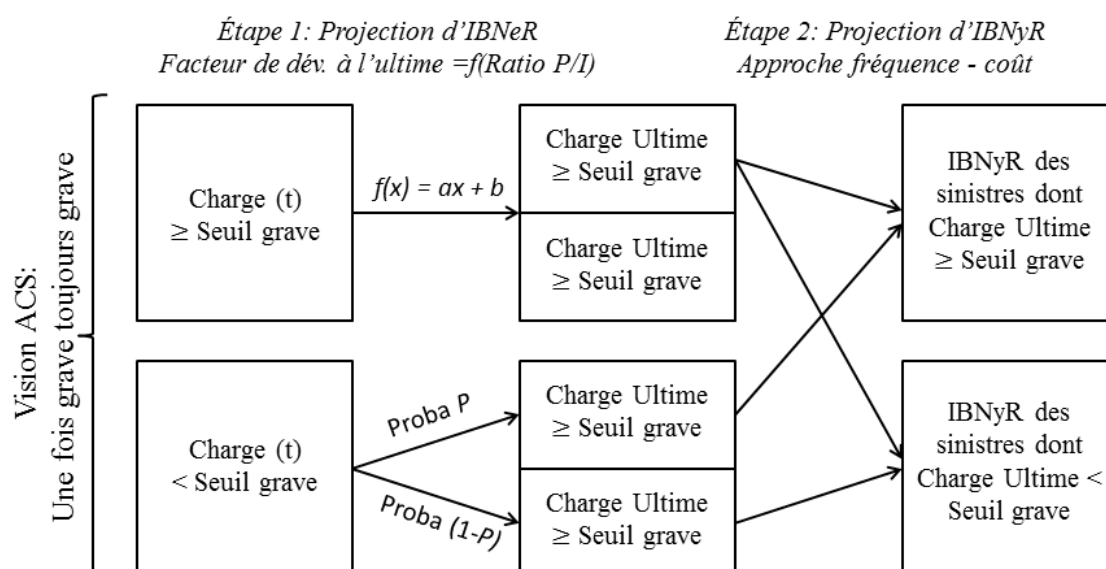 Étape 1: Projection d'IBNeR
Facteur de dév. à l'ultime =f(Ratio P/I)
Étape 2: Projection d'IBNyR
Approche fréquence - coût
Vision ACS:
Une fois grave toujours grave
Charge (t)
≥ Seuil grave
f(x) = ax + b
Charge Ultime
≥ Seuil grave
Charge Ultime
≥ Seuil grave
IBNyR des
sinistres dont
Charge Ultime
≥ Seuil grave
Charge (t)
< Seuil grave
Proba P
Proba (1-P)
Charge Ultime
≥ Seuil grave
Charge Ultime
≥ Seuil grave
IBNyR des
sinistres dont
Charge Ultime <
Seuil grave